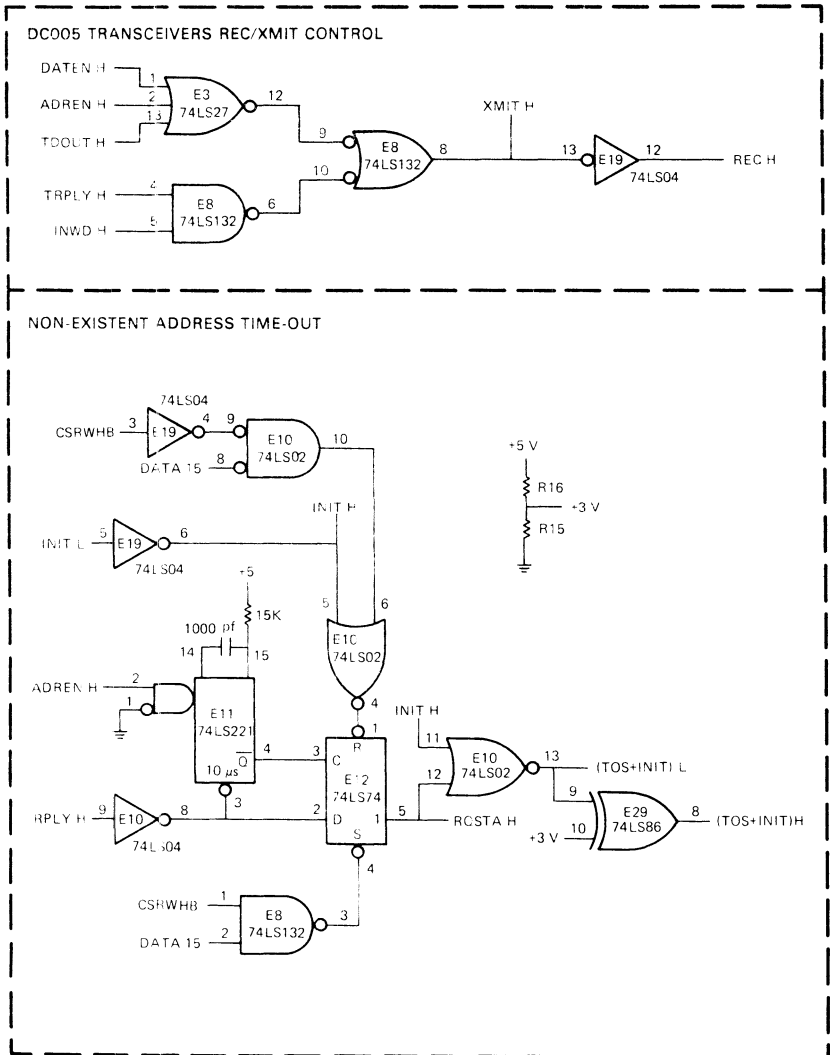 DC005 TRANSCEIVERS REC/XMIT CONTROL
DATEN H
1
ADREN H
2
TDOUT H
13
E3
74LS27
12
TRPLY H
4
INWD H
5
E8
74LS132
6
9
10
E8
74LS132
8
XMIT H
13
E19
12
74LS04
REC H
NON-EXISTENT ADDRESS TIME-OUT
74LS04
CSRWHB
3
E19
4
9
DATA 15
8
E10
74LS02
10
+5 V
R16
+3 V
R15
INIT H
INIT L
5
E19
6
74LS04
+5
15K
1000 pf
14
15
5
6
E10
74LS02
4
ADREN H
2
1
E11
74LS221
Q
4
10 µs
3
RPLY H
9
E10
8
74LS04
1
R
3
C
E12
74LS74
2
D
1
5
S
4
RCSTA H
INIT H
11
12
E10
74LS02
13
(TOS+INIT) L
9
+3 V
10
E29
74LS86
8
(TOS+INIT)H
CSRWHB
1
DATA 15
2
E8
74LS132
3